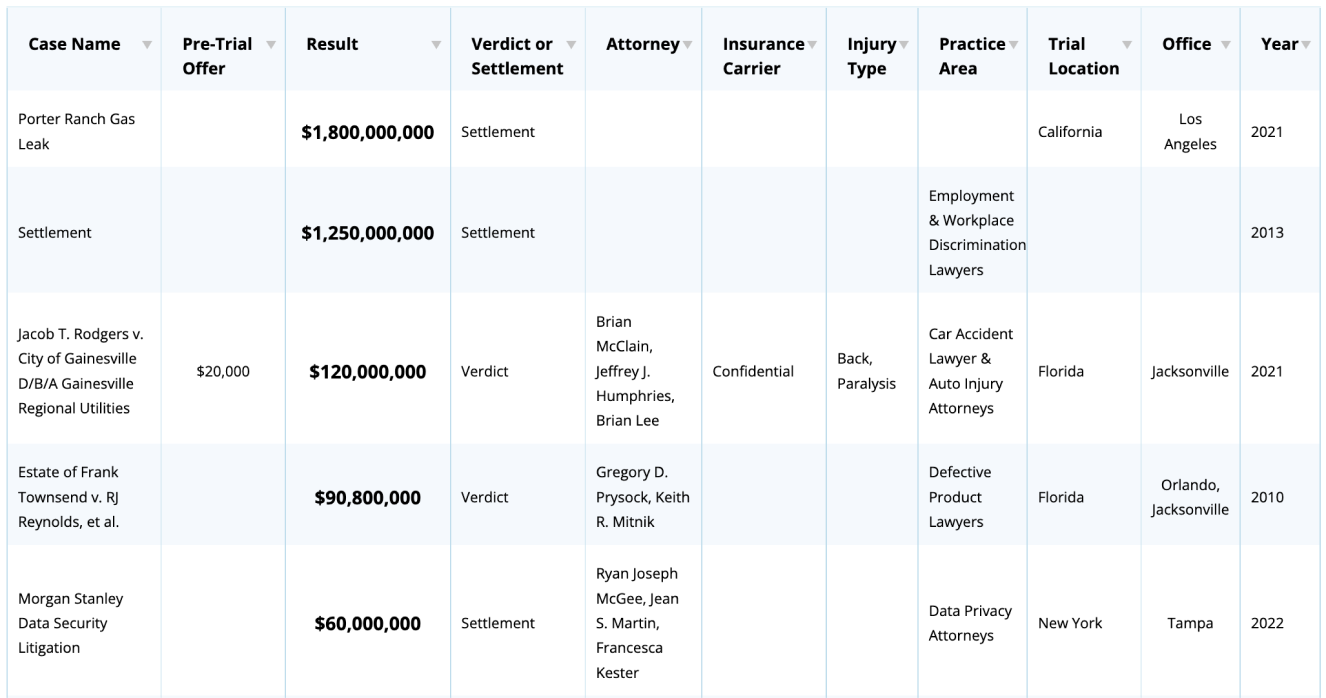 Case Name
Pre-Trial
Offer
Result
Verdict or
Settlement
Attorney
Insurance
Carrier
Injury
Type
Practice
Area
Trial
Location
Office
Year
Porter Ranch Gas
Leak
$1,800,000,000
Settlement
California
Los
Angeles
2021
Settlement
$1,250,000,000
Settlement
Employment
& Workplace
Discrimination
Lawyers
2013
Jacob T. Rodgers v.
City of Gainesville
D/B/A Gainesville
Regional Utilities
$20,000
$120,000,000
Verdict
Brian
McClain,
Jeffrey J.
Humphries,
Brian Lee
Confidential
Back,
Paralysis
Car Accident
Lawyer &
Auto Injury
Attorneys
Florida
Jacksonville
2021
Estate of Frank
Townsend v. RJ
Reynolds, et al.
$90,800,000
Verdict
Gregory D.
Prysock, Keith
R. Mitnik
Defective
Product
Lawyers
Florida
Orlando,
Jacksonville
2010
Morgan Stanley
Data Security
Litigation
$60,000,000
Settlement
Ryan Joseph
McGee, Jean
S. Martin,
Francesca
Kester
Data Privacy
Attorneys
New York
Tampa
2022